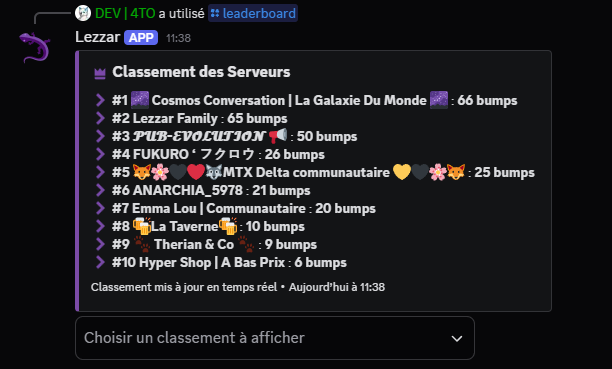 DEV | 4TO a utilisé leaderboard
Lezzar APP 11:38
Classement des Serveurs
#1 🌌 Cosmos Conversation | La Galaxie Du Monde 🌌 : 66 bumps
#2 Lezzar Family : 65 bumps
#3 𝓟𝓤𝓑-𝓔𝓥𝓞𝓛𝓤𝓣𝓘𝓞𝓝 📢 : 50 bumps
#4 FUKURO ‘ フクロウ : 26 bumps
#5 🦊🌸🖤❤️🐺MTX Delta communautaire 💛🖤🌸🦊 : 25 bumps
#6 ANARCHIA_5978 : 21 bumps
#7 Emma Lou | Communautaire : 20 bumps
#8 🍻La Taverne🍻 : 10 bumps
#9 🐾 Therian & Co 🐾 : 9 bumps
#10 Hyper Shop | A Bas Prix : 6 bumps
Classement mis à jour en temps réel • Aujourd’hui à 11:38
Choisir un classement à afficher